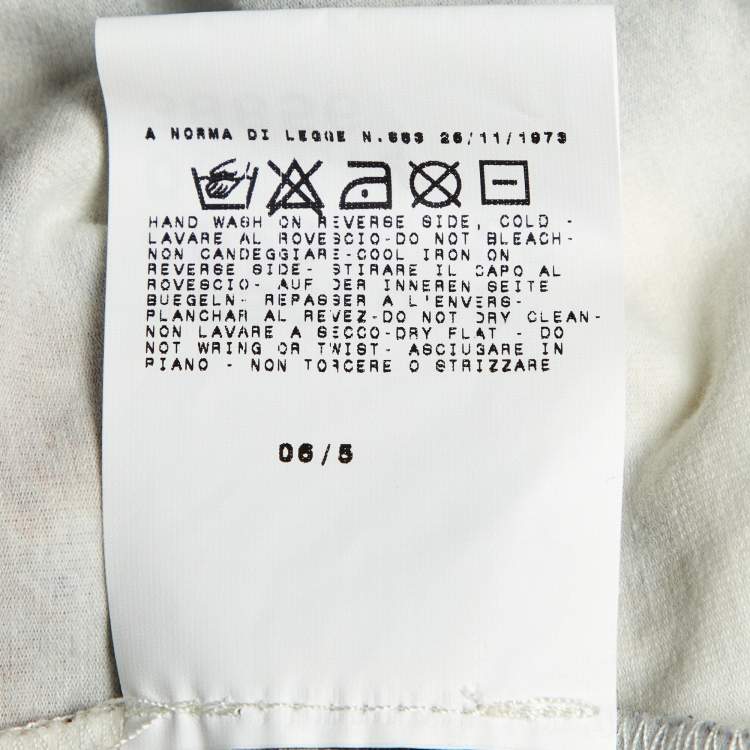 A NORMA DI LEGGE N.883 26/11/1973
HAND WASH ON REVERSE SIDE, COLD -
LAVARE AL ROVESCIO-DO NOT BLEACH-
NON CANDEGGIARE-COOL IRON ON
REVERSE SIDE- STIRARE IL CAPO AL
ROVESCIO- AUF DER INNEREN SEITE
BUEGELN- REPASSER A L'ENVERS-
PLANCHAR AL REVEZ-DO NOT DRY CLEAN-
NON LAVARE A SECCO-DRY FLAT - DO
NOT WRING OR TWIST- ASCIUGARE IN
PIANO - NON TORCERE O STRIZZARE
06/5